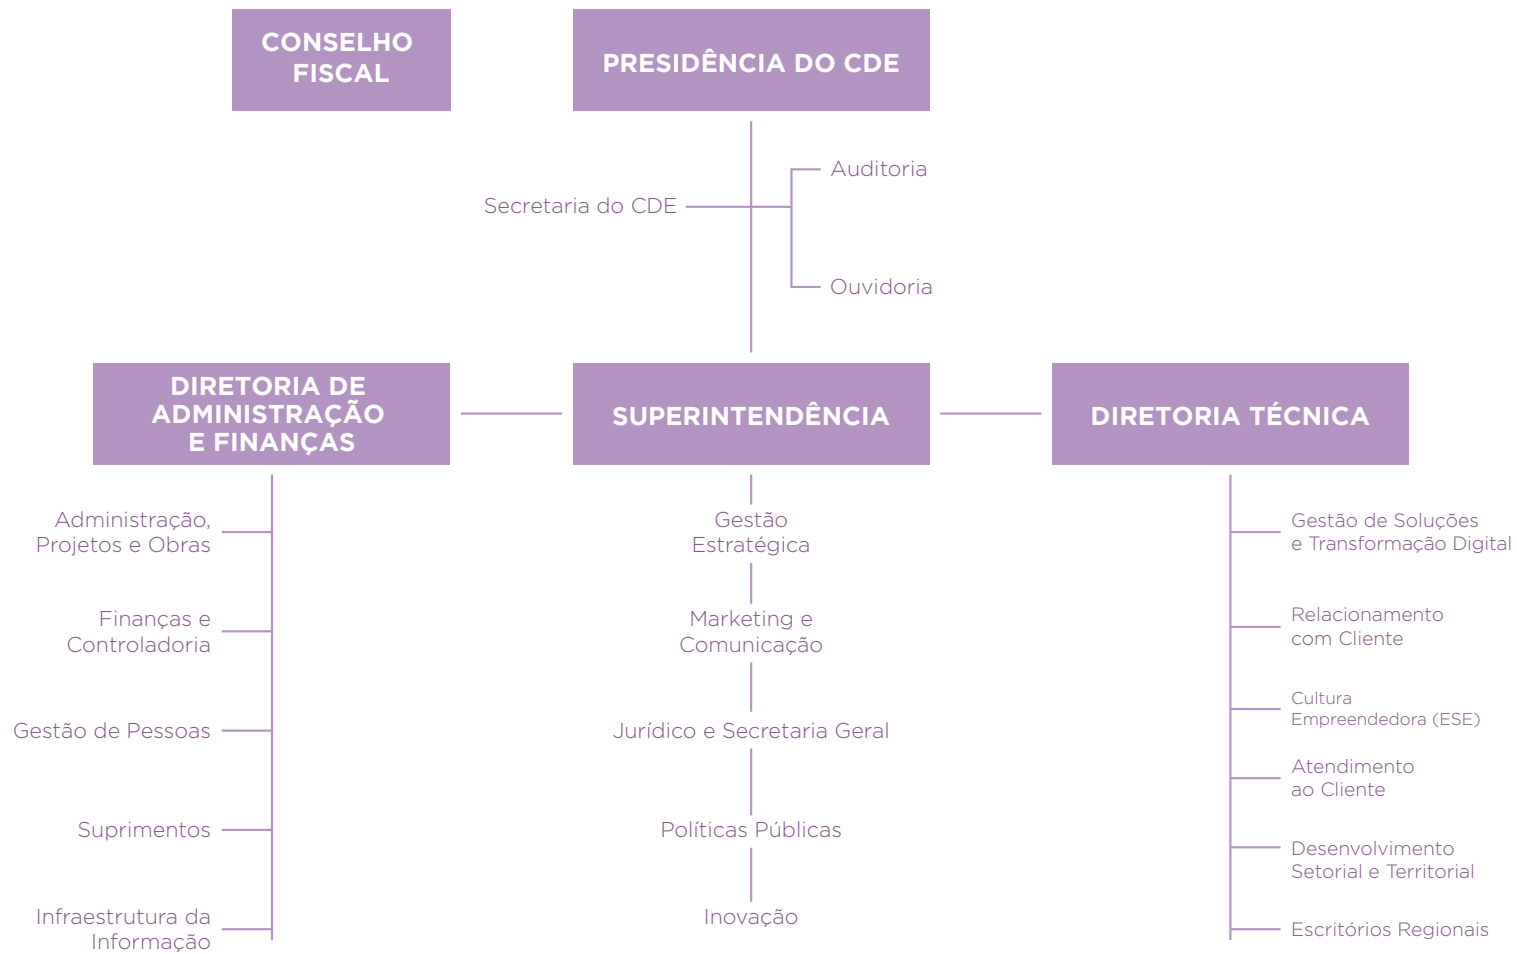 CONSELHO
FISCAL
PRESIDÊNCIA DO CDE
Auditoria
Secretaria do CDE
Ouvidoria
DIRETORIA DE
ADMINISTRAÇÃO
E FINANÇAS
SUPERINTENDÊNCIA
DIRETORIA TÉCNICA
Administração,
Projetos e Obras
Finanças e
Controladoria
Gestão de Pessoas
Suprimentos
Infraestrutura da
Informação
Gestão
Estratégica
Marketing e
Comunicação
Jurídico e Secretaria Geral
Políticas Públicas
Inovação
Gestão de Soluções
e Transformação Digital
Relacionamento
com Cliente
Cultura
Empreendedora (ESE)
Atendimento
ao Cliente
Desenvolvimento
Setorial e Territorial
Escritórios Regionais